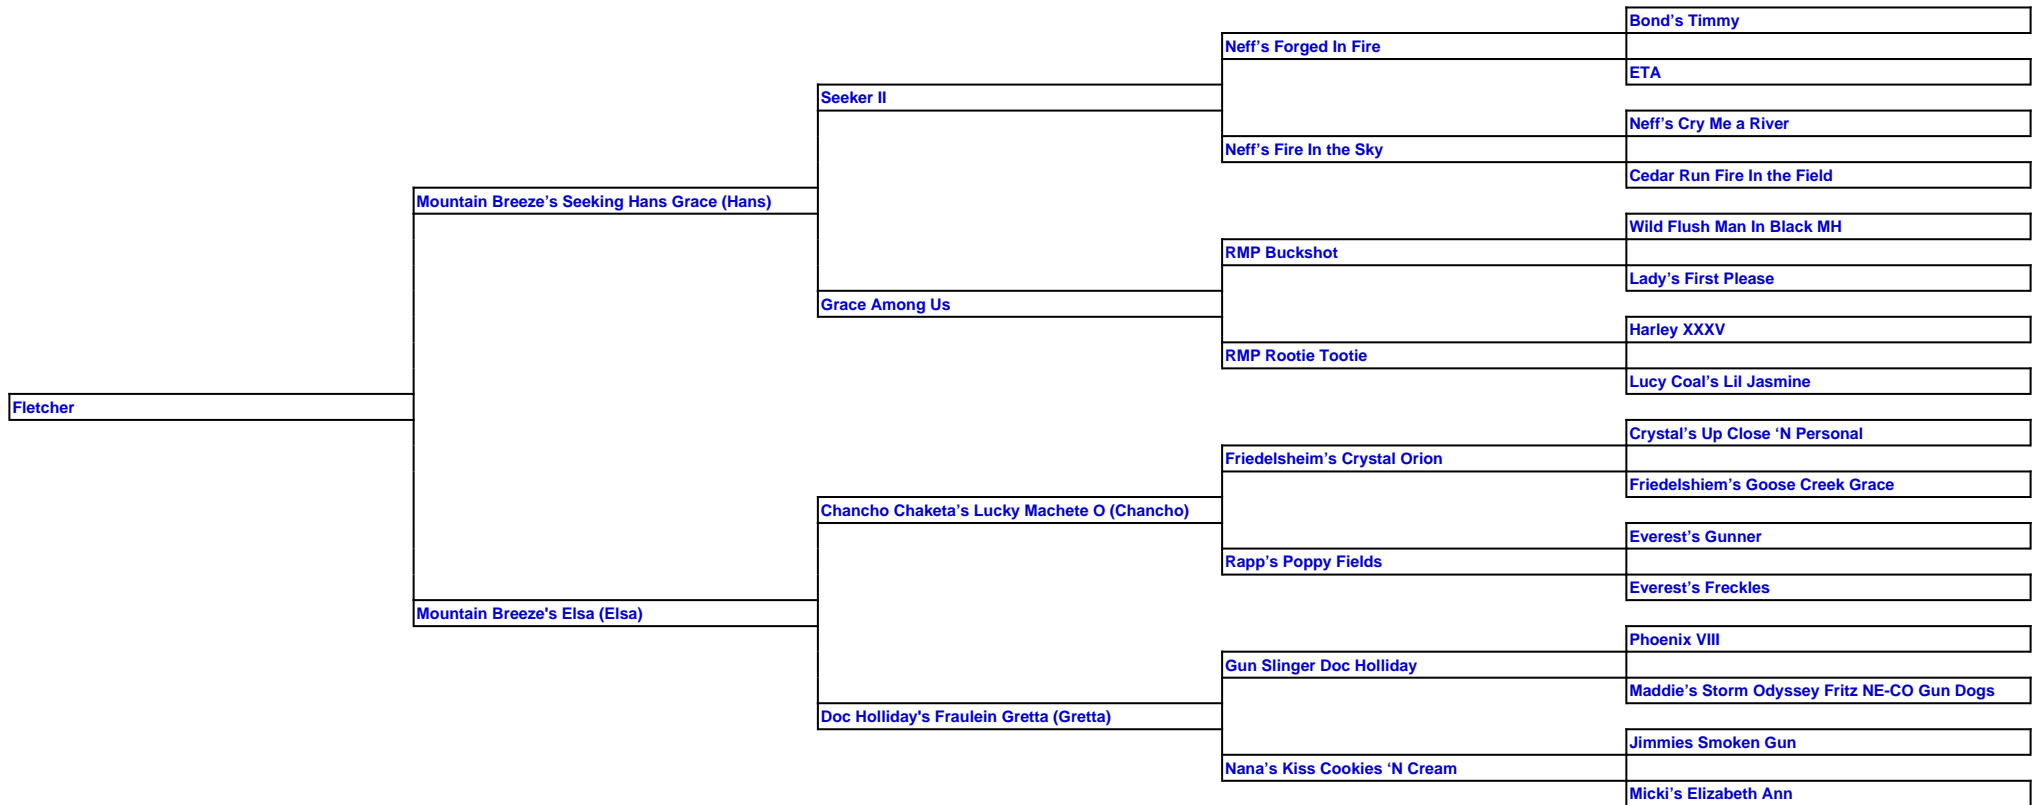 Bond’s Timmy
Neff’s Forged In Fire
ETA
Seeker II
Neff’s Cry Me a River
Neff’s Fire In the Sky
Cedar Run Fire In the Field
Mountain Breeze’s Seeking Hans Grace (Hans)
Wild Flush Man In Black MH
RMP Buckshot
Lady’s First Please
Grace Among Us
Harley XXXV
RMP Rootie Tootie
Lucy Coal’s Lil Jasmine
Fletcher
Crystal’s Up Close ‘N Personal
Friedelsheim’s Crystal Orion
Friedelshiem’s Goose Creek Grace
Chancho Chaketa’s Lucky Machete O (Chancho)
Everest’s Gunner
Rapp’s Poppy Fields
Everest’s Freckles
Mountain Breeze's Elsa (Elsa)
Phoenix VIII
Gun Slinger Doc Holliday
Maddie’s Storm Odyssey Fritz NE-CO Gun Dogs
Doc Holliday's Fraulein Gretta (Gretta)
Jimmies Smoken Gun
Nana’s Kiss Cookies ‘N Cream
Micki’s Elizabeth Ann